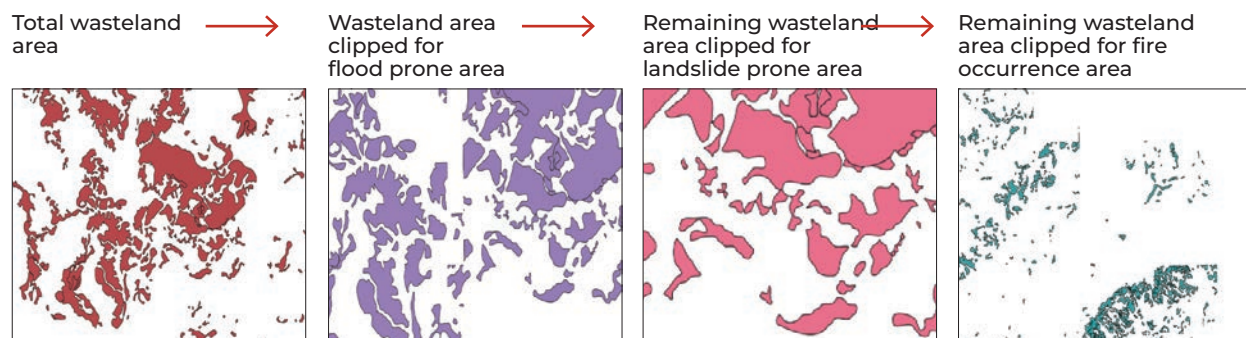 Total wasteland
area
Wasteland area
clipped for
flood prone area
Remaining wasteland
area clipped for
landslide prone area
Remaining wasteland
area clipped for fire
occurrence area